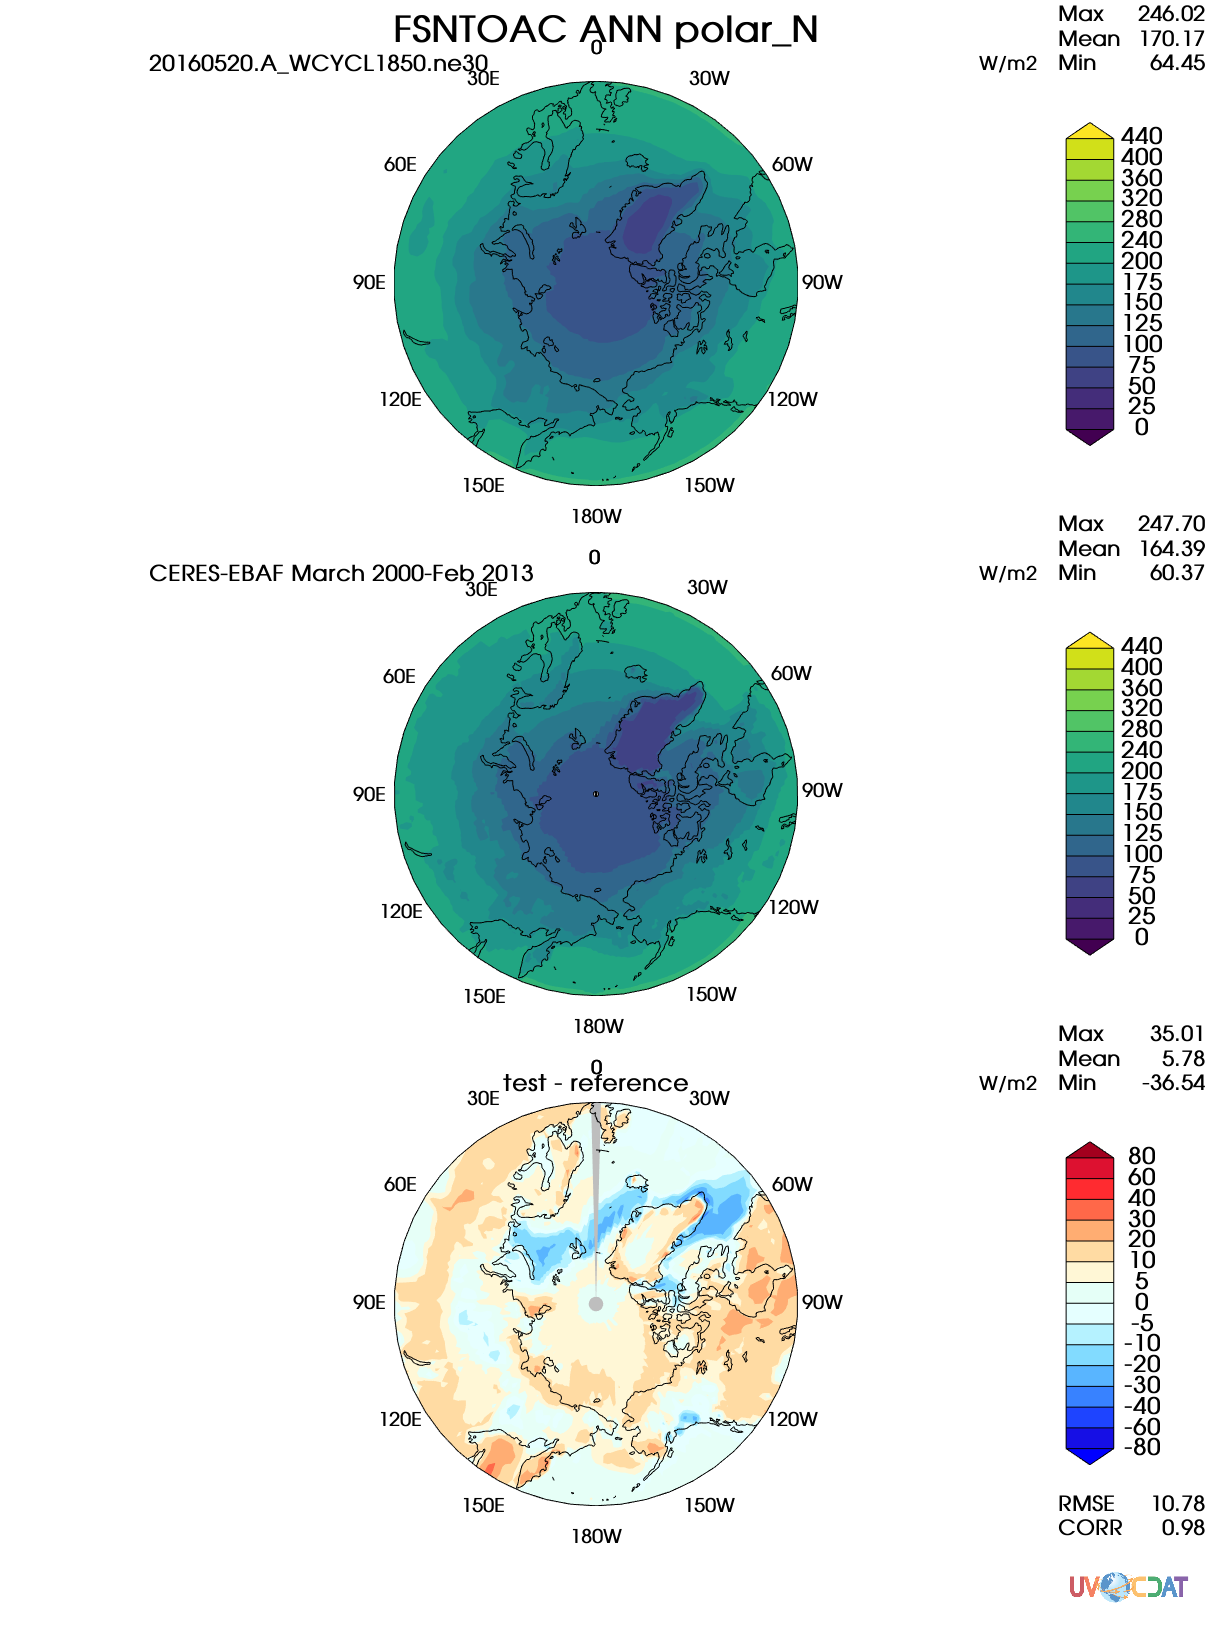 FSNTOAC ANN polar_N
Max 246.02
Mean 170.17
W/m2 Min 64.45
20160520.A_WCYCL1850.ne30
0
30E 30W
60E 60W
90E 90W
120E 120W
150E 150W
180W
440
400
360
320
280
240
200
175
150
125
100
75
50
25
0
Max 247.70
Mean 164.39
W/m2 Min 60.37
CERES-EBAF March 2000-Feb 2013
0
30E 30W
60E 60W
90E 90W
120E 120W
150E 150W
180W
440
400
360
320
280
240
200
175
150
125
100
75
50
25
0
Max 35.01
Mean 5.78
W/m2 Min -36.54
test - reference
0
30E 30W
60E 60W
90E 90W
120E 120W
150E 150W
180W
80
60
40
30
20
10
5
0
-5
-10
-20
-30
-40
-60
-80
RMSE 10.78
CORR 0.98
UV CDAT